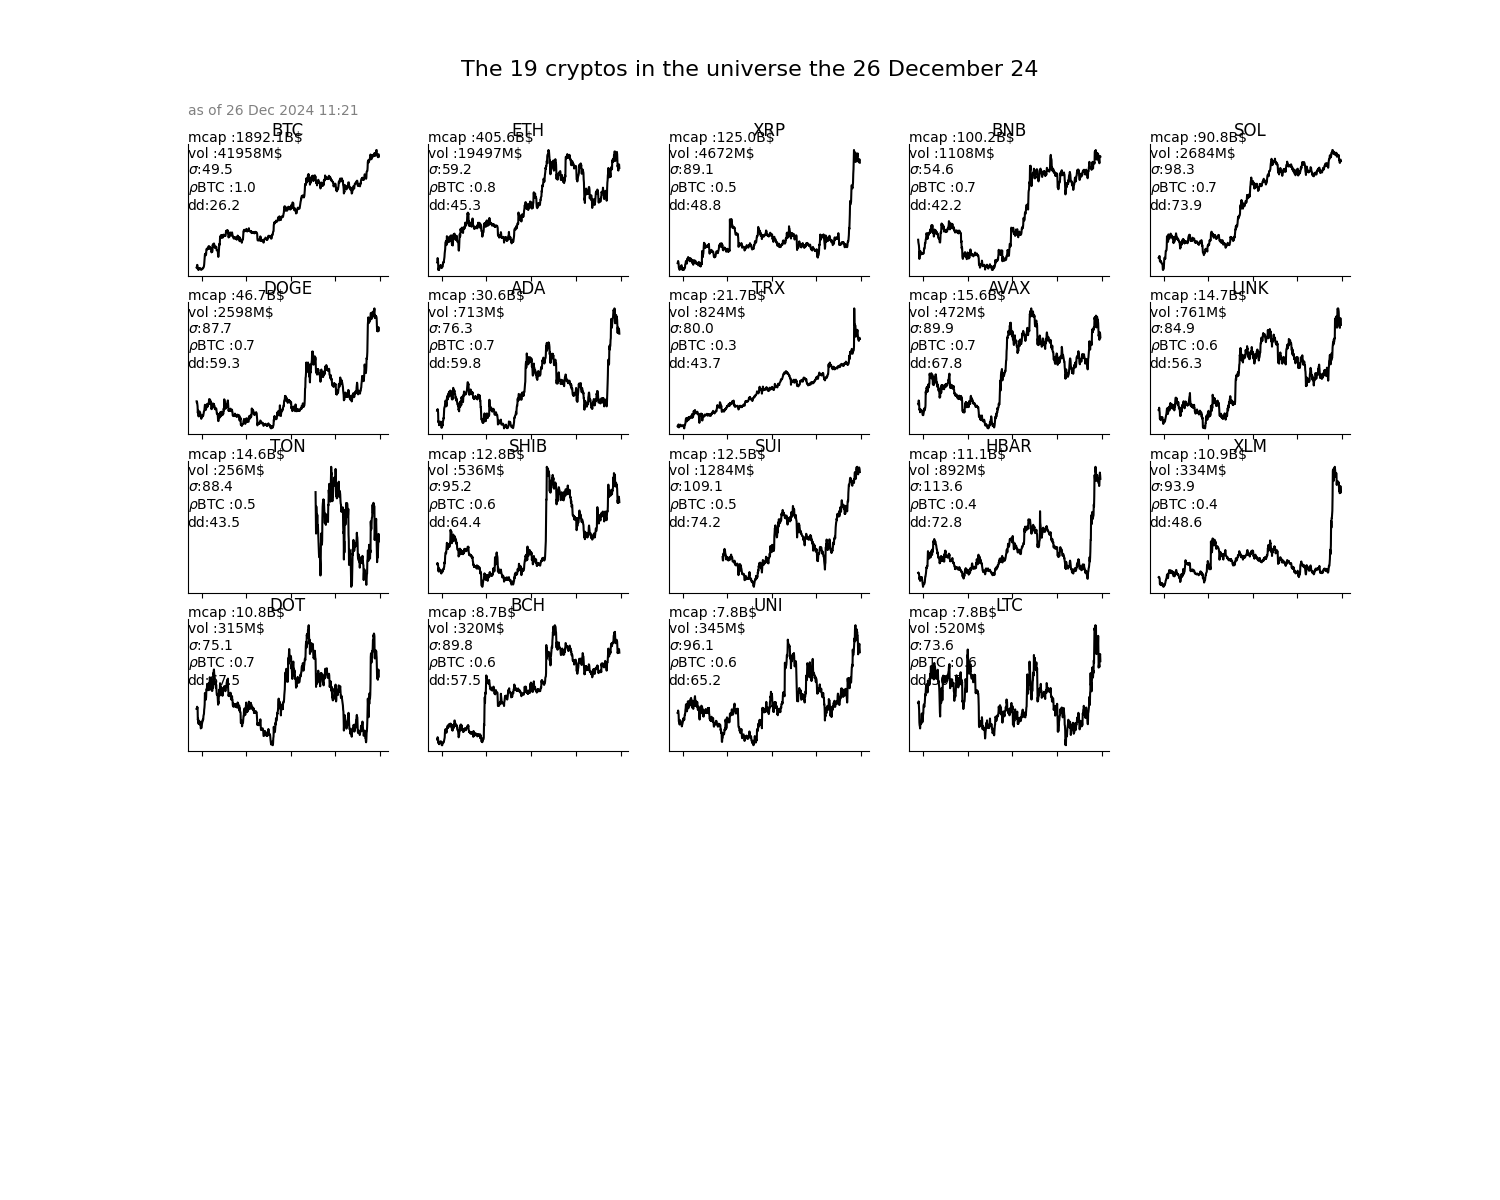 The 19 cryptos in the universe the 26 December 24
as of 26 Dec 2024 11:21
BTC
mcap :1892.1B$
vol :41958M$
σ:49.5
ρBTC :1.0
dd:26.2
ETH
mcap :405.6B$
vol :19497M$
σ:59.2
ρBTC :0.8
dd:45.3
XRP
mcap :125.0B$
vol :4672M$
σ:89.1
ρBTC :0.5
dd:48.8
BNB
mcap :100.2B$
vol :1108M$
σ:54.6
ρBTC :0.7
dd:42.2
SOL
mcap :90.8B$
vol :2684M$
σ:98.3
ρBTC :0.7
dd:73.9
DOGE
mcap :46.7B$
vol :2598M$
σ:87.7
ρBTC :0.7
dd:59.3
ADA
mcap :30.6B$
vol :713M$
σ:76.3
ρBTC :0.7
dd:59.8
TRX
mcap :21.7B$
vol :824M$
σ:80.0
ρBTC :0.3
dd:43.7
AVAX
mcap :15.6B$
vol :472M$
σ:89.9
ρBTC :0.7
dd:67.8
LINK
mcap :14.7B$
vol :761M$
σ:84.9
ρBTC :0.6
dd:56.3
TON
mcap :14.6B$
vol :256M$
σ:88.4
ρBTC :0.5
dd:43.5
SHIB
mcap :12.8B$
vol :536M$
σ:95.2
ρBTC :0.6
dd:64.4
SUI
mcap :12.5B$
vol :1284M$
σ:109.1
ρBTC :0.5
dd:74.2
HBAR
mcap :11.1B$
vol :892M$
σ:113.6
ρBTC :0.4
dd:72.8
XLM
mcap :10.9B$
vol :334M$
σ:93.9
ρBTC :0.4
dd:48.6
DOT
mcap :10.8B$
vol :315M$
σ:75.1
ρBTC :0.7
BCH
mcap :8.7B$
vol :320M$
σ:89.8
ρBTC :0.6
dd:57.5
UNI
mcap :7.8B$
vol :345M$
σ:96.1
ρBTC :0.6
dd:65.2
LTC
mcap :7.8B$
vol :520M$
σ:73.6
ρBTC :0.6